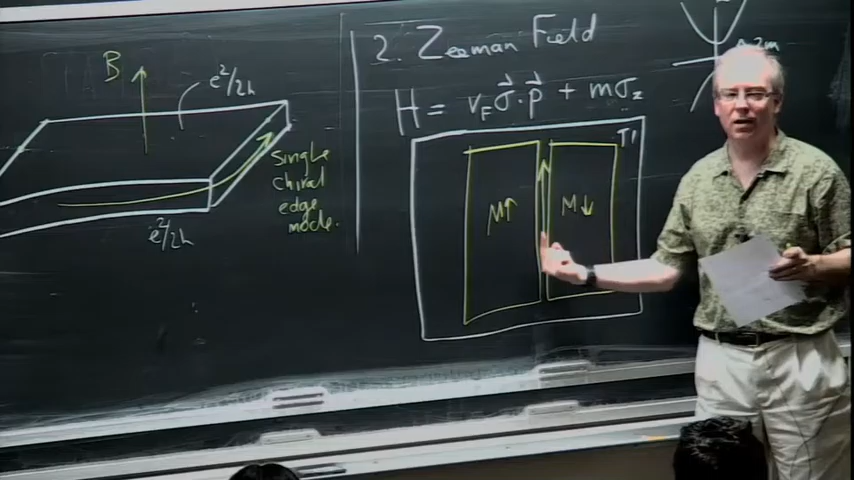 B
e²/2h
single
chiral
edge
mode.
e²/2h
2. Zeeman Field
H = v_F σ⃗·p⃗ + mσ_z
TI
M↑
M↓